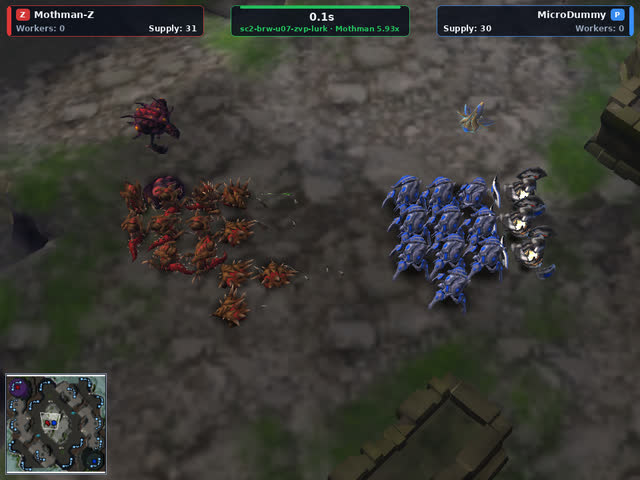 Z Mothman-Z
Workers: 0 Supply: 31
0.1s
sc2-brw-u07-zvp-lurk · Mothman 5.93x
MicroDummy P
Supply: 30 Workers: 0